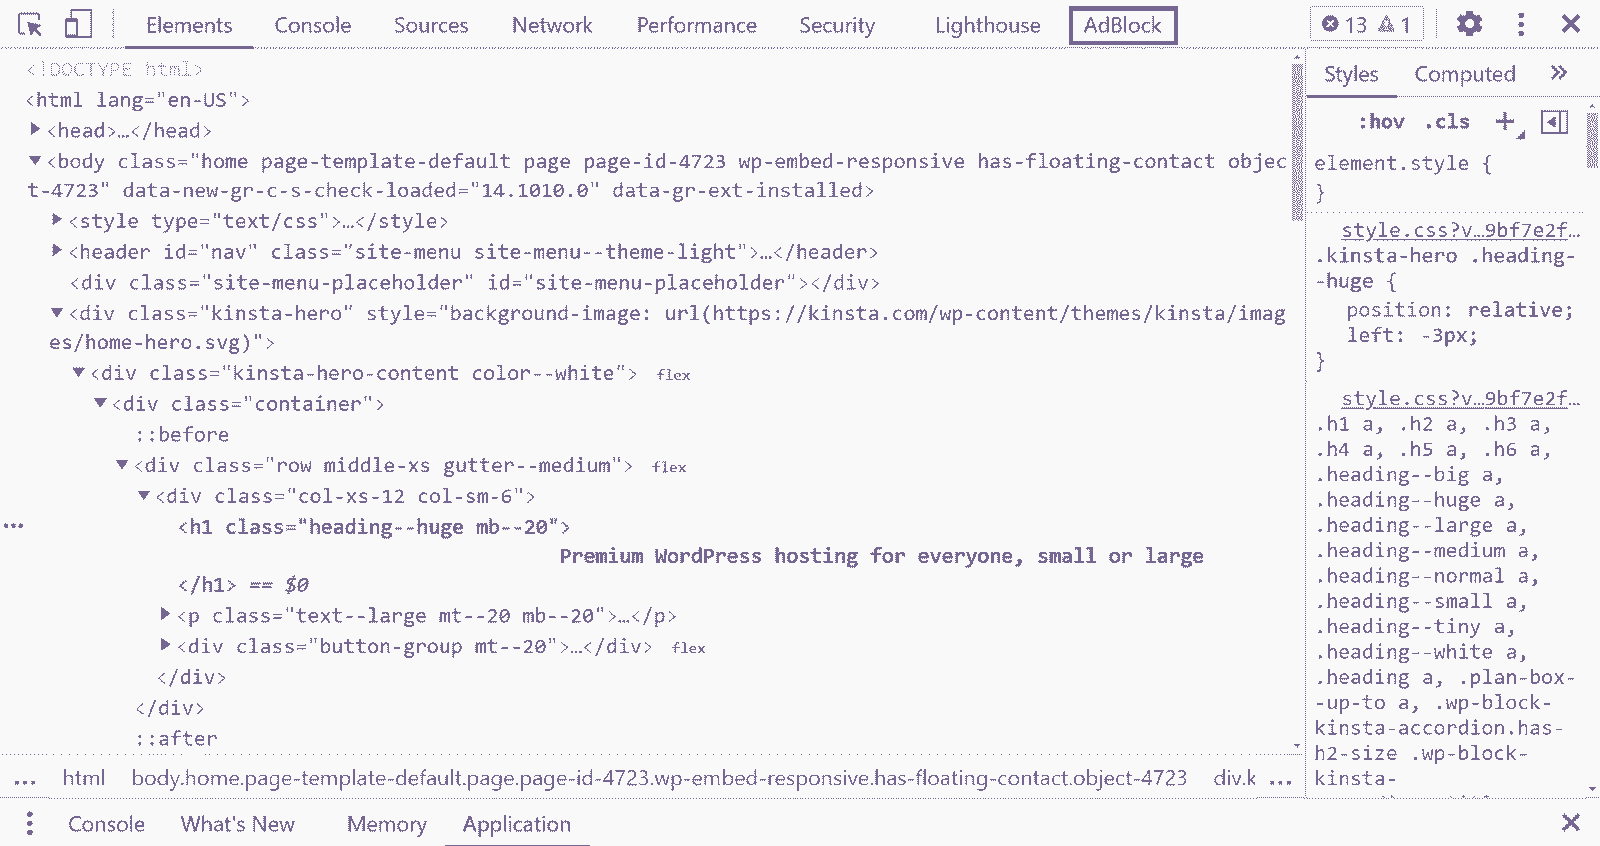 Elements Console Sources Network Performance Security Lighthouse AdBlock 13 1
<!DOCTYPE html>
<html lang="en-US">
<head>…</head>
<body class="home page-template-default page page-id-4723 wp-embed-responsive has-floating-contact objec
t-4723" data-new-gr-c-s-check-loaded="14.1010.0" data-gr-ext-installed>
<style type="text/css">…</style>
<header id="nav" class="site-menu site-menu--theme-light">…</header>
<div class="site-menu-placeholder" id="site-menu-placeholder"></div>
<div class="kinsta-hero" style="background-image: url(https://kinsta.com/wp-content/themes/kinsta/imag
es/home-hero.svg)">
<div class="kinsta-hero-content color--white"> flex
<div class="container">
::before
<div class="row middle-xs gutter--medium"> flex
<div class="col-xs-12 col-sm-6">
… <h1 class="heading--huge mb--20">
Premium WordPress hosting for everyone, small or large
</h1> == $0
<p class="text--large mt--20 mb--20">…</p>
<div class="button-group mt--20">…</div> flex
</div>
</div>
::after
… html body.home.page-template-default.page.page-id-4723.wp-embed-responsive.has-floating-contact.object-4723 div.k …
Styles Computed »
:hov .cls +
element.style {
}
style.css?v…9bf7e2f…
.kinsta-hero .heading-
-huge {
position: relative;
left: -3px;
}
style.css?v…9bf7e2f…
.h1 a, .h2 a, .h3 a,
.h4 a, .h5 a, .h6 a,
.heading--big a,
.heading--huge a,
.heading--large a,
.heading--medium a,
.heading--normal a,
.heading--small a,
.heading--tiny a,
.heading--white a,
.heading a, .plan-box-
-up-to a, .wp-block-
kinsta-accordion.has-
h2-size .wp-block-
kinsta-
Console What's New Memory Application